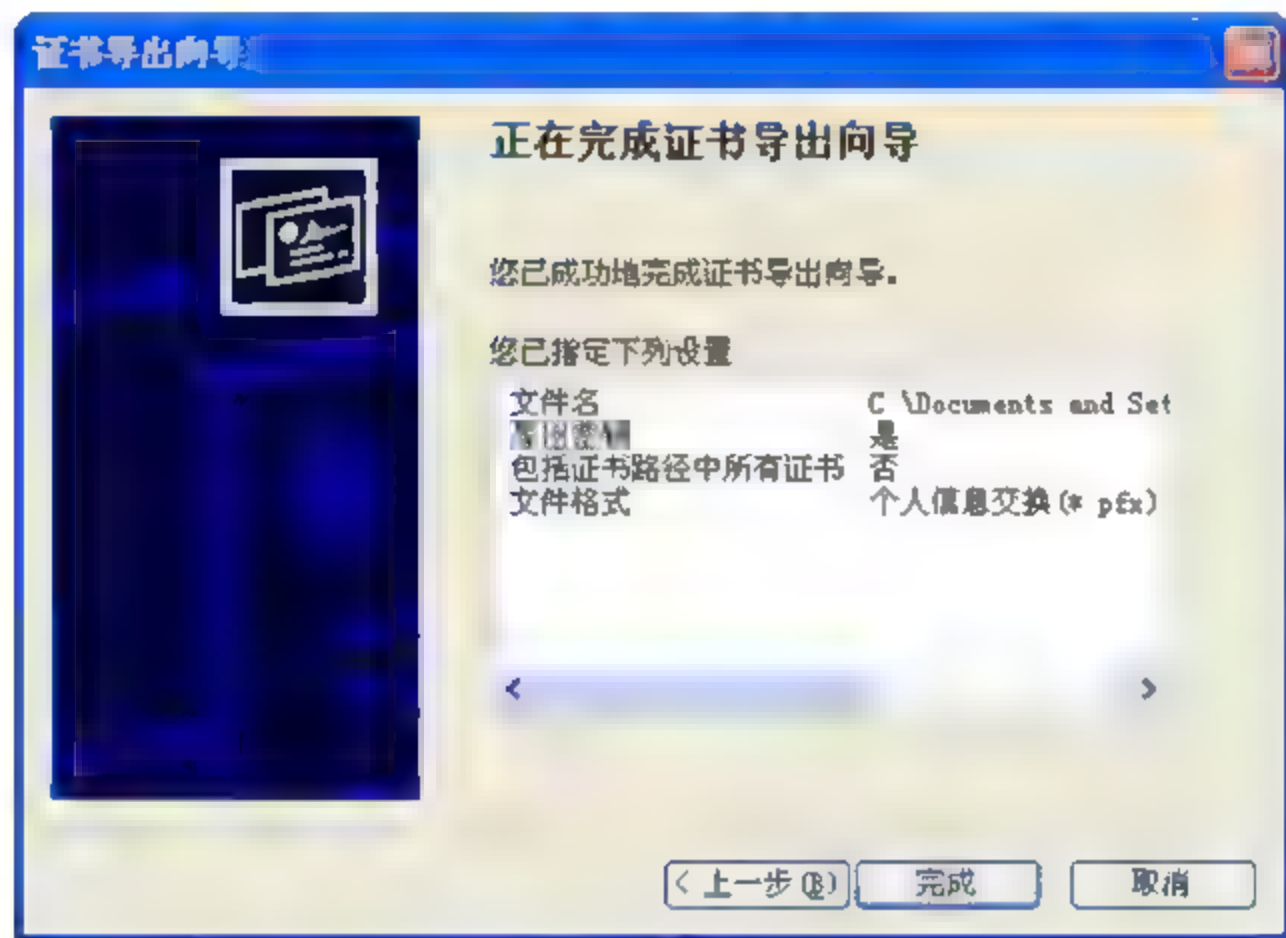 证书导出向导
正在完成证书导出向导
您已成功地完成证书导出向导.
您已指定下列设置
文件名 C \Documents and Set
是
包括证书路径中所有证书 否
文件格式 个人信息交换(* pfx)
< 上一步(B) 完成 取消